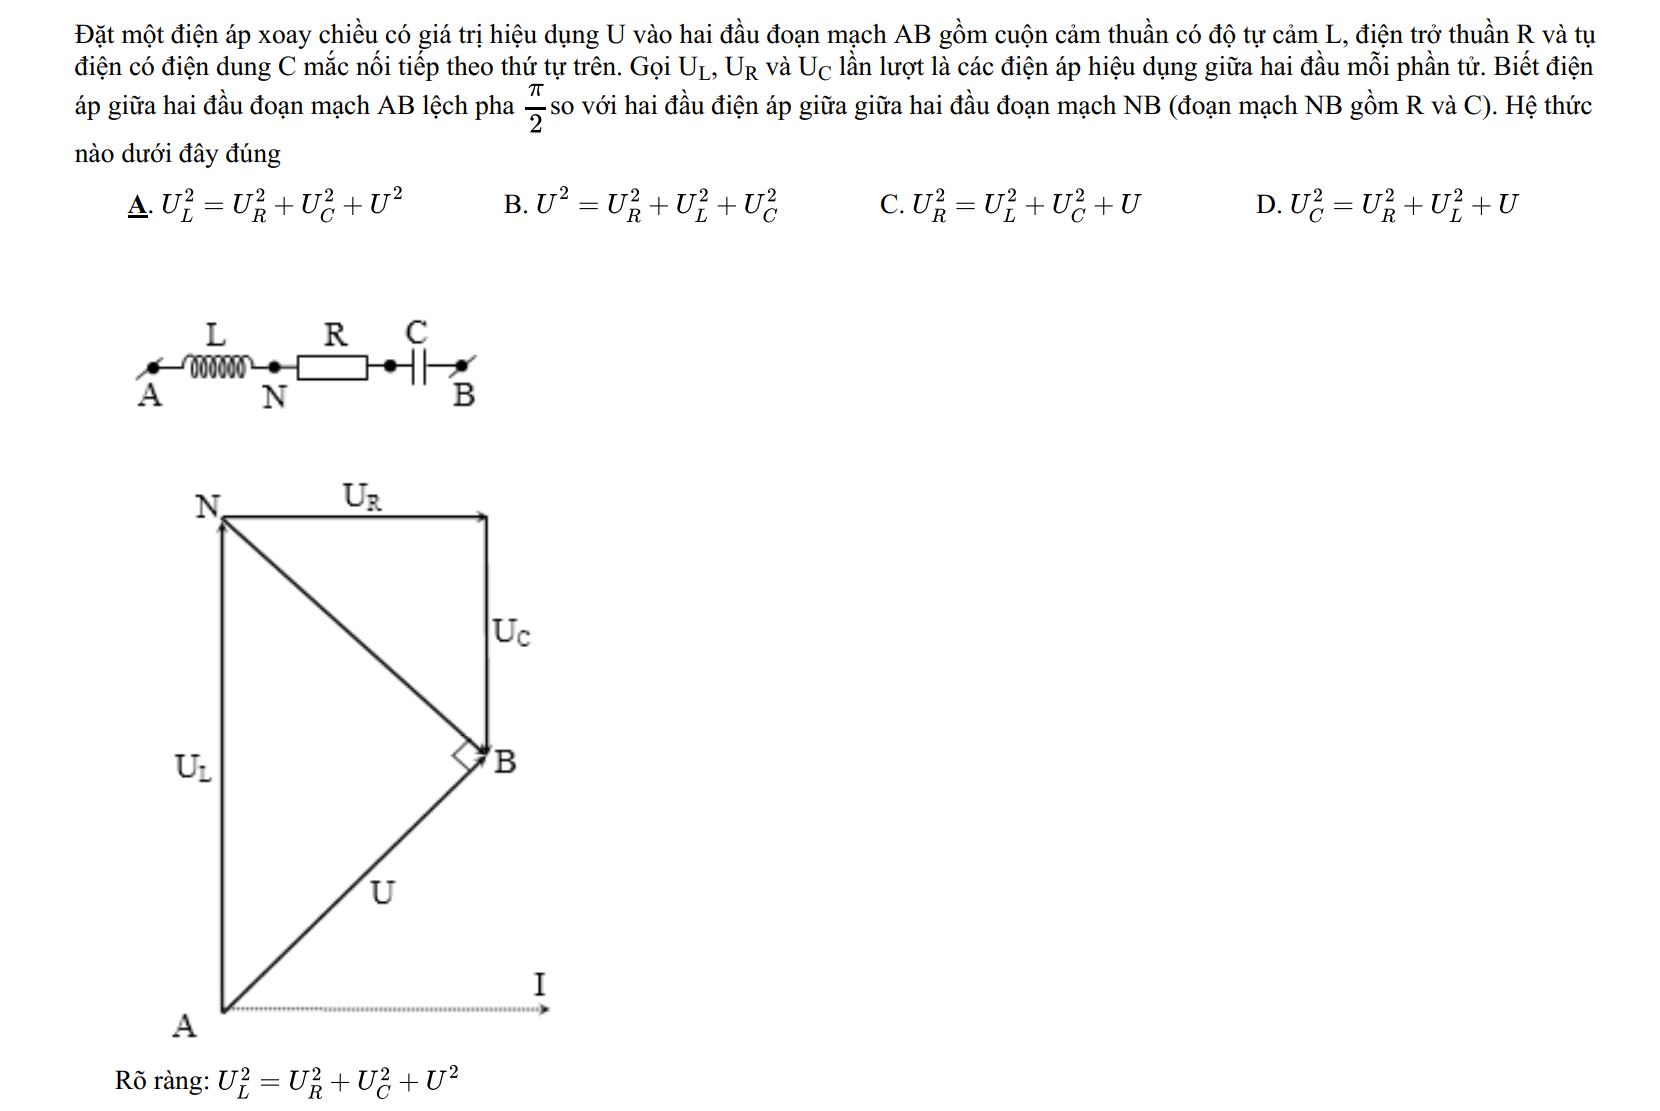 Đặt một điện áp xoay chiều có giá trị hiệu dụng U vào hai đầu đoạn mạch AB gồm cuộn cảm thuần có độ tự cảm L, điện trở thuần R và tụ
điện có điện dung C mắc nối tiếp theo thứ tự trên. Gọi U_L, U_R và U_C lần lượt là các điện áp hiệu dụng giữa hai đầu mỗi phần tử. Biết điện
áp giữa hai đầu đoạn mạch AB lệch pha π/2 so với hai đầu điện áp giữa giữa hai đầu đoạn mạch NB (đoạn mạch NB gồm R và C). Hệ thức
nào dưới đây đúng
A. U_L^2 = U_R^2 + U_C^2 + U^2 B. U^2 = U_R^2 + U_L^2 + U_C^2 C. U_R^2 = U_L^2 + U_C^2 + U D. U_C^2 = U_R^2 + U_L^2 + U
L R C
A N B
N U_R
U_C
U_L B
U
I
A
Rõ ràng: U_L^2 = U_R^2 + U_C^2 + U^2